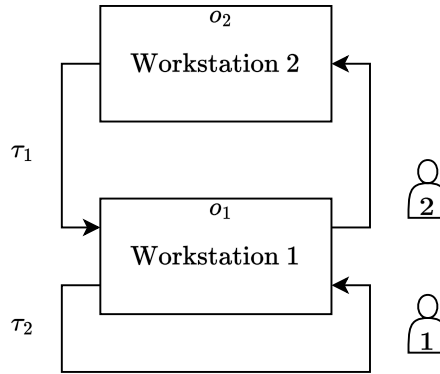 o₂
Workstation 2
τ₁
2
o₁
Workstation 1
τ₂
1